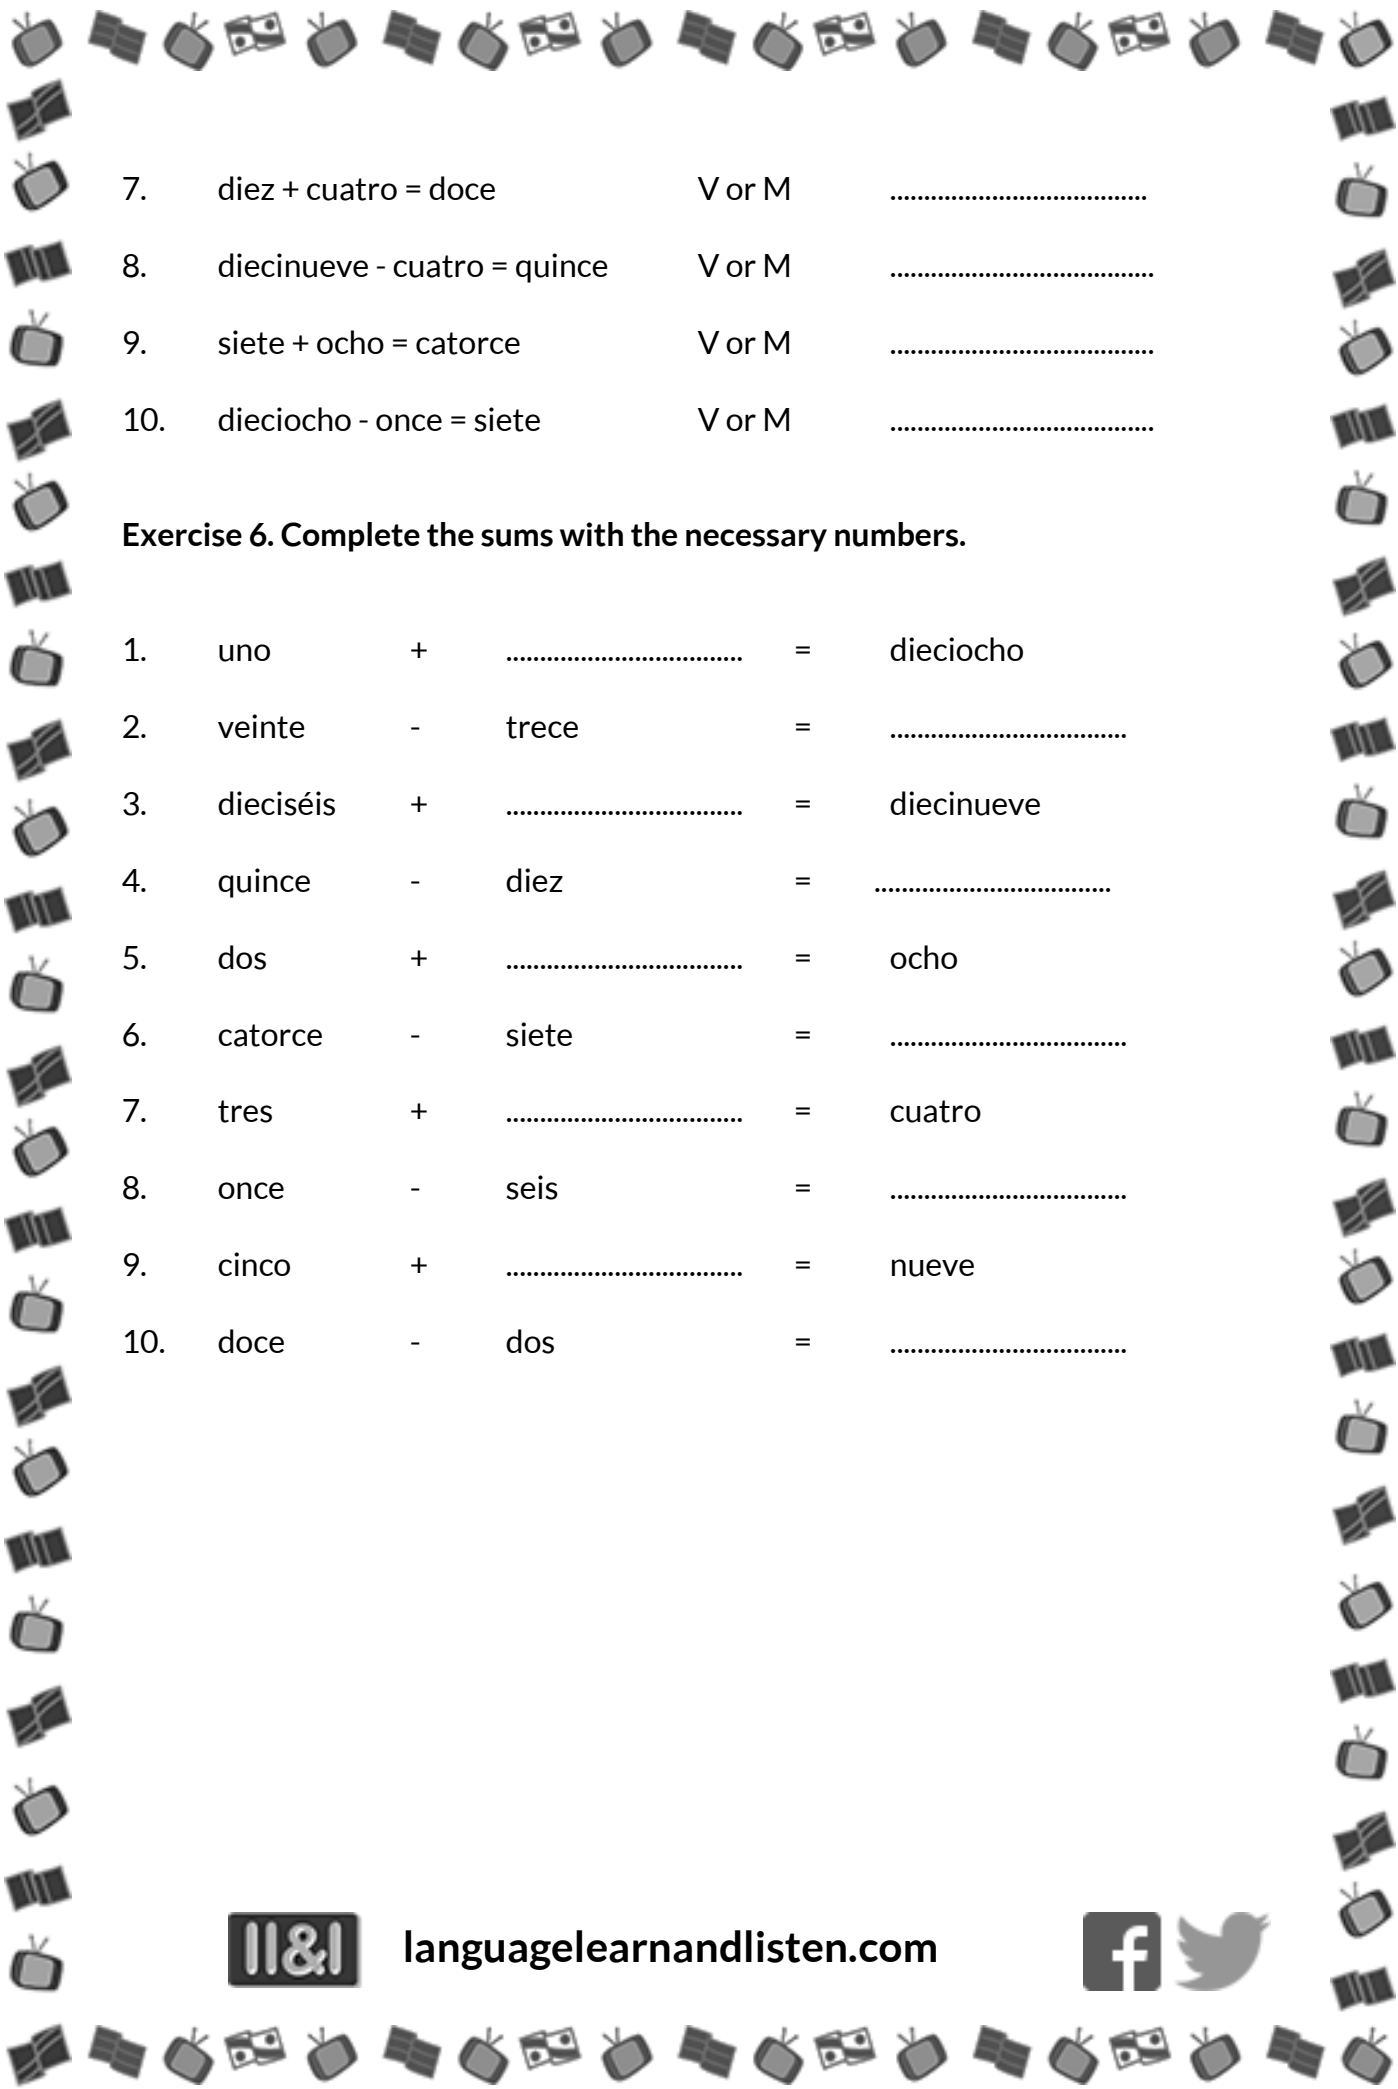 7. diez + cuatro = doce V or M ......................................
8. diecinueve - cuatro = quince V or M .......................................
9. siete + ocho = catorce V or M .......................................
10. dieciocho - once = siete V or M .......................................
Exercise 6. Complete the sums with the necessary numbers.
1. uno + ................................... = dieciocho
2. veinte - trece = ...................................
3. dieciséis + ................................... = diecinueve
4. quince - diez = ...................................
5. dos + ................................... = ocho
6. catorce - siete = ...................................
7. tres + ................................... = cuatro
8. once - seis = ...................................
9. cinco + ................................... = nueve
10. doce - dos = ...................................
ll&l languagelearnandlisten.com f